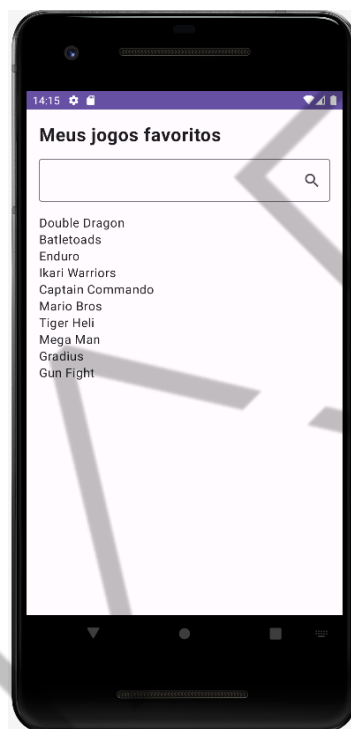 14:15
Meus jogos favoritos
Double Dragon
Batletoads
Enduro
Ikari Warriors
Captain Commando
Mario Bros
Tiger Heli
Mega Man
Gradius
Gun Fight